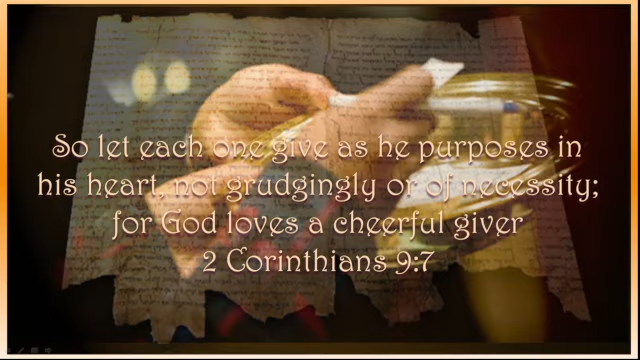 So let each one give as he purposes in
his heart, not grudgingly or of necessity;
for God loves a cheerful giver
2 Corinthians 9:7